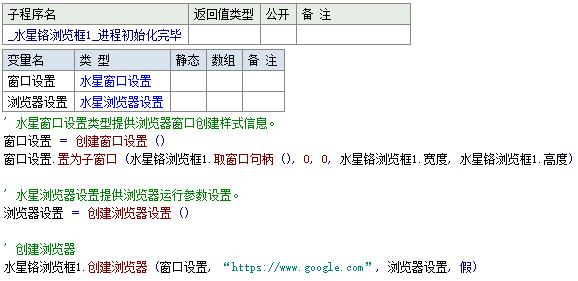 子程序名 返回值类型 公开 备 注
_水星铬浏览框1_进程初始化完毕
变量名 类 型 静态 数组 备 注
窗口设置 水星窗口设置
浏览器设置 水星浏览器设置
' 水星窗口设置类型提供浏览器窗口创建样式信息。
窗口设置 = 创建窗口设置 ()
窗口设置.置为子窗口 (水星铬浏览框1.取窗口句柄 (), 0, 0, 水星铬浏览框1.宽度, 水星铬浏览框1.高度)
' 水星浏览器设置提供浏览器运行参数设置。
浏览器设置 = 创建浏览器设置 ()
' 创建浏览器
水星铬浏览框1.创建浏览器 (窗口设置, “https://www.google.com”, 浏览器设置, 假)